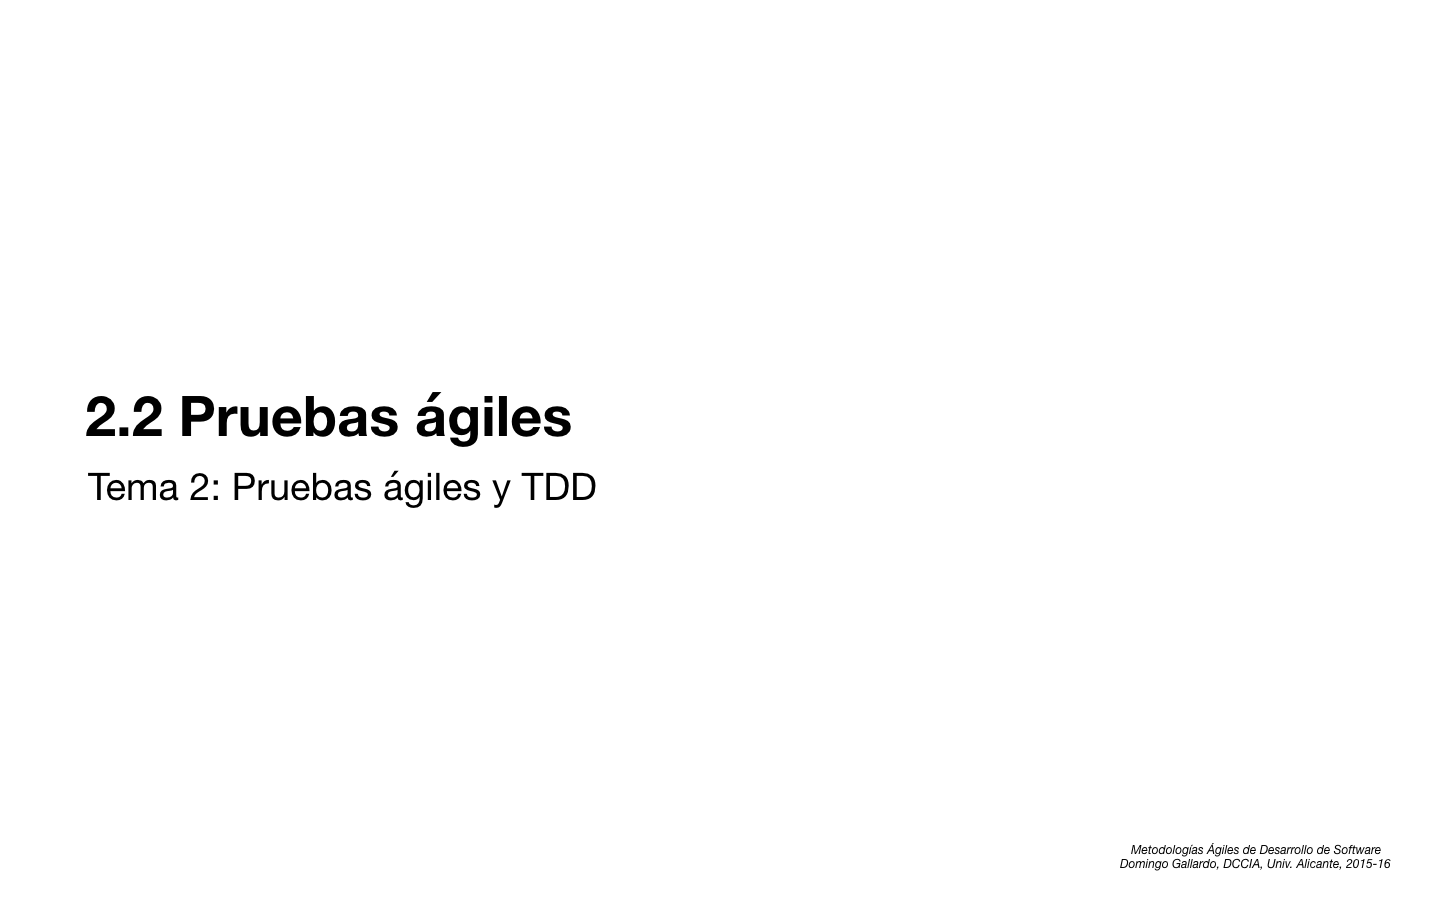 2.2 Pruebas ágiles
Tema 2: Pruebas ágiles y TDD
Metodologías Ágiles de Desarrollo de Software
Domingo Gallardo, DCCIA, Univ. Alicante, 2015-16